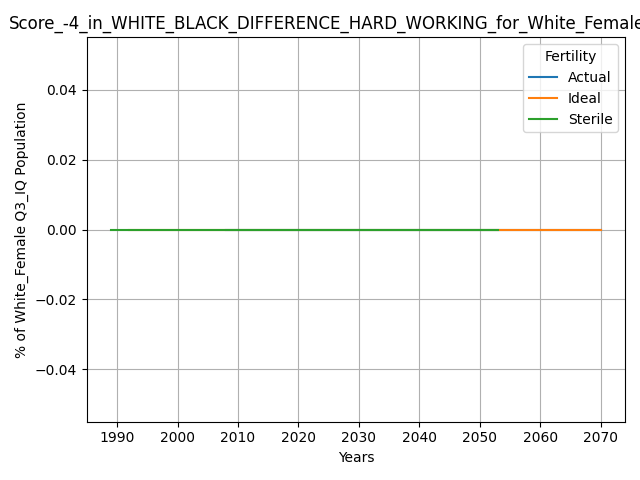 Score_-4_in_WHITE_BLACK_DIFFERENCE_HARD_WORKING_for_White_Female
Fertility
Actual
Ideal
Sterile
% of White_Female Q3_IQ Population
0.04
0.02
0.00
−0.02
−0.04
1990 2000 2010 2020 2030 2040 2050 2060 2070
Years